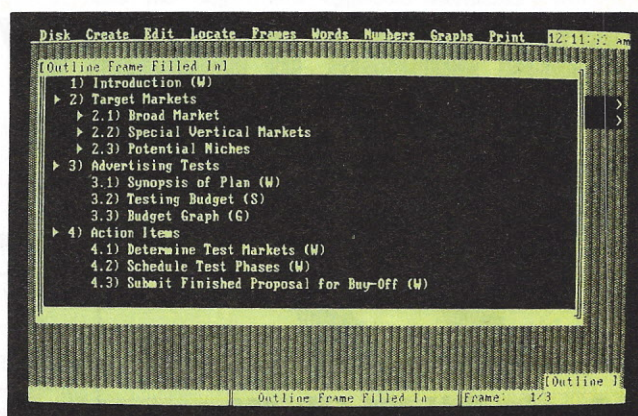 Disk Create Edit Locate Frames Words Numbers Graphs Print 12:11: am
[Outline Frame Filled In]
1) Introduction (W)
▶ 2) Target Markets
▶ 2.1) Broad Market
▶ 2.2) Special Vertical Markets
▶ 2.3) Potential Niches
▶ 3) Advertising Tests
3.1) Synopsis of Plan (W)
3.2) Testing Budget (S)
3.3) Budget Graph (G)
▶ 4) Action Items
4.1) Determine Test Markets (W)
4.2) Schedule Test Phases (W)
4.3) Submit Finished Proposal for Buy-Off (W)
[Outline ]
Outline Frame Filled In Frame: 1/3